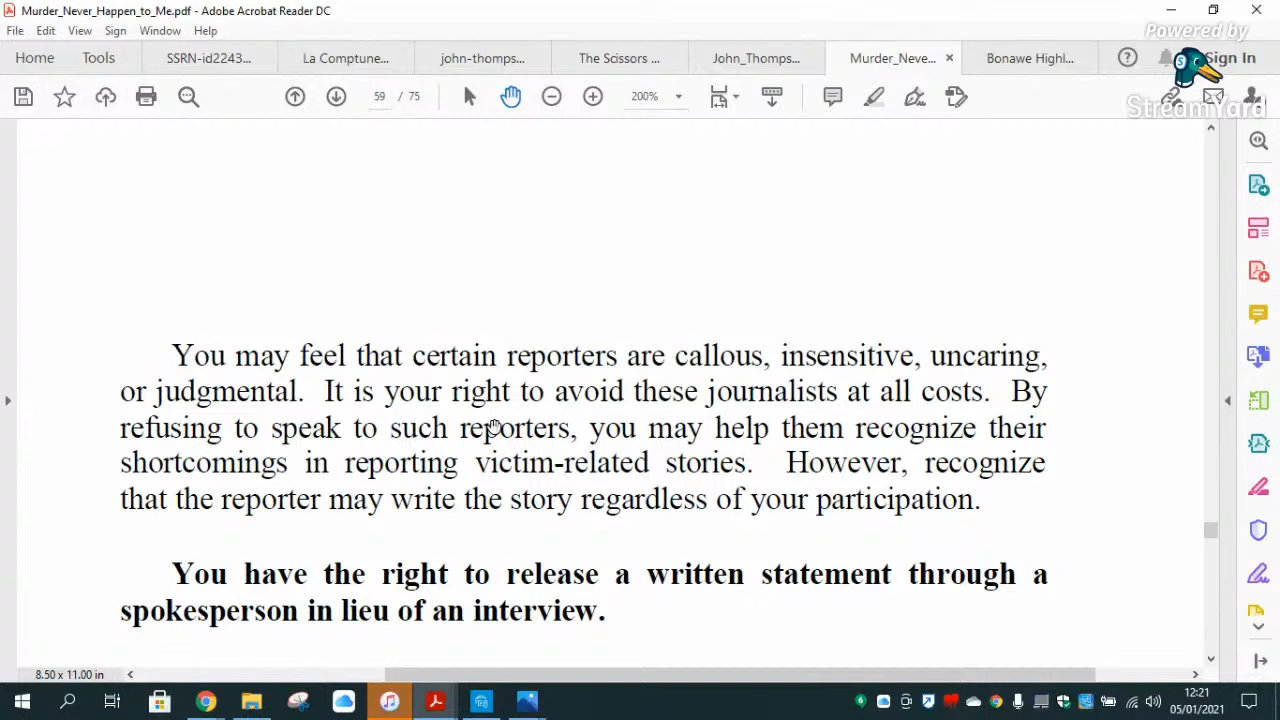 Murder_Never_Happen_to_Me.pdf - Adobe Acrobat Reader DC
File Edit View Sign Window Help
Powered by
Home Tools SSRN-id2243... La Comptune... john-thomps... The Scissors ... John_Thomps... Murder_Neve... × Bonawe Highl... Sign In
StreamYard
59 / 75 200%
You may feel that certain reporters are callous, insensitive, uncaring,
or judgmental. It is your right to avoid these journalists at all costs. By
refusing to speak to such reporters, you may help them recognize their
shortcomings in reporting victim-related stories. However, recognize
that the reporter may write the story regardless of your participation.
You have the right to release a written statement through a
spokesperson in lieu of an interview.
8.50 x 11.00 in
12:21
05/01/2021